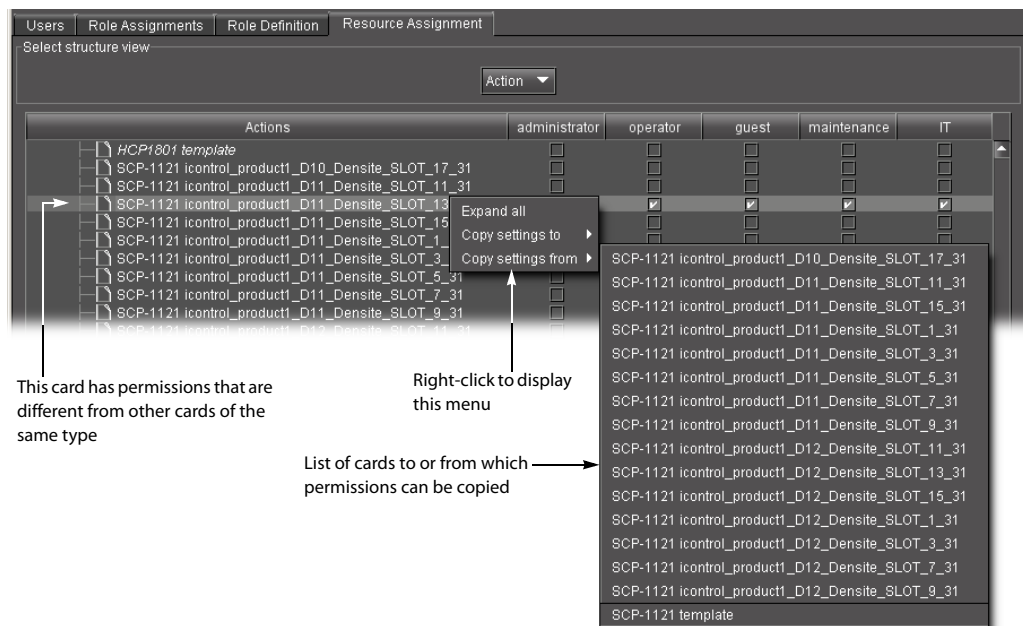 Users Role Assignments Role Definition Resource Assignment
Select structure view
Action
Actions administrator operator guest maintenance IT
HCP1801 template
SCP-1121 icontrol_product1_D10_Densite_SLOT_17_31
SCP-1121 icontrol_product1_D11_Densite_SLOT_11_31
SCP-1121 icontrol_product1_D11_Densite_SLOT_13
SCP-1121 icontrol_product1_D11_Densite_SLOT_15
SCP-1121 icontrol_product1_D11_Densite_SLOT_1_
SCP-1121 icontrol_product1_D11_Densite_SLOT_3_
SCP-1121 icontrol_product1_D11_Densite_SLOT_5_31
SCP-1121 icontrol_product1_D11_Densite_SLOT_7_31
SCP-1121 icontrol_product1_D11_Densite_SLOT_9_31
SCP-1121 icontrol_product1_D12_Densite_SLOT_11_31
Expand all
Copy settings to
Copy settings from
SCP-1121 icontrol_product1_D10_Densite_SLOT_17_31
SCP-1121 icontrol_product1_D11_Densite_SLOT_11_31
SCP-1121 icontrol_product1_D11_Densite_SLOT_15_31
SCP-1121 icontrol_product1_D11_Densite_SLOT_1_31
SCP-1121 icontrol_product1_D11_Densite_SLOT_3_31
SCP-1121 icontrol_product1_D11_Densite_SLOT_5_31
SCP-1121 icontrol_product1_D11_Densite_SLOT_7_31
SCP-1121 icontrol_product1_D11_Densite_SLOT_9_31
SCP-1121 icontrol_product1_D12_Densite_SLOT_11_31
SCP-1121 icontrol_product1_D12_Densite_SLOT_13_31
SCP-1121 icontrol_product1_D12_Densite_SLOT_15_31
SCP-1121 icontrol_product1_D12_Densite_SLOT_1_31
SCP-1121 icontrol_product1_D12_Densite_SLOT_3_31
SCP-1121 icontrol_product1_D12_Densite_SLOT_7_31
SCP-1121 icontrol_product1_D12_Densite_SLOT_9_31
SCP-1121 template
This card has permissions that are
different from other cards of the
same type
Right-click to display
this menu
List of cards to or from which
permissions can be copied